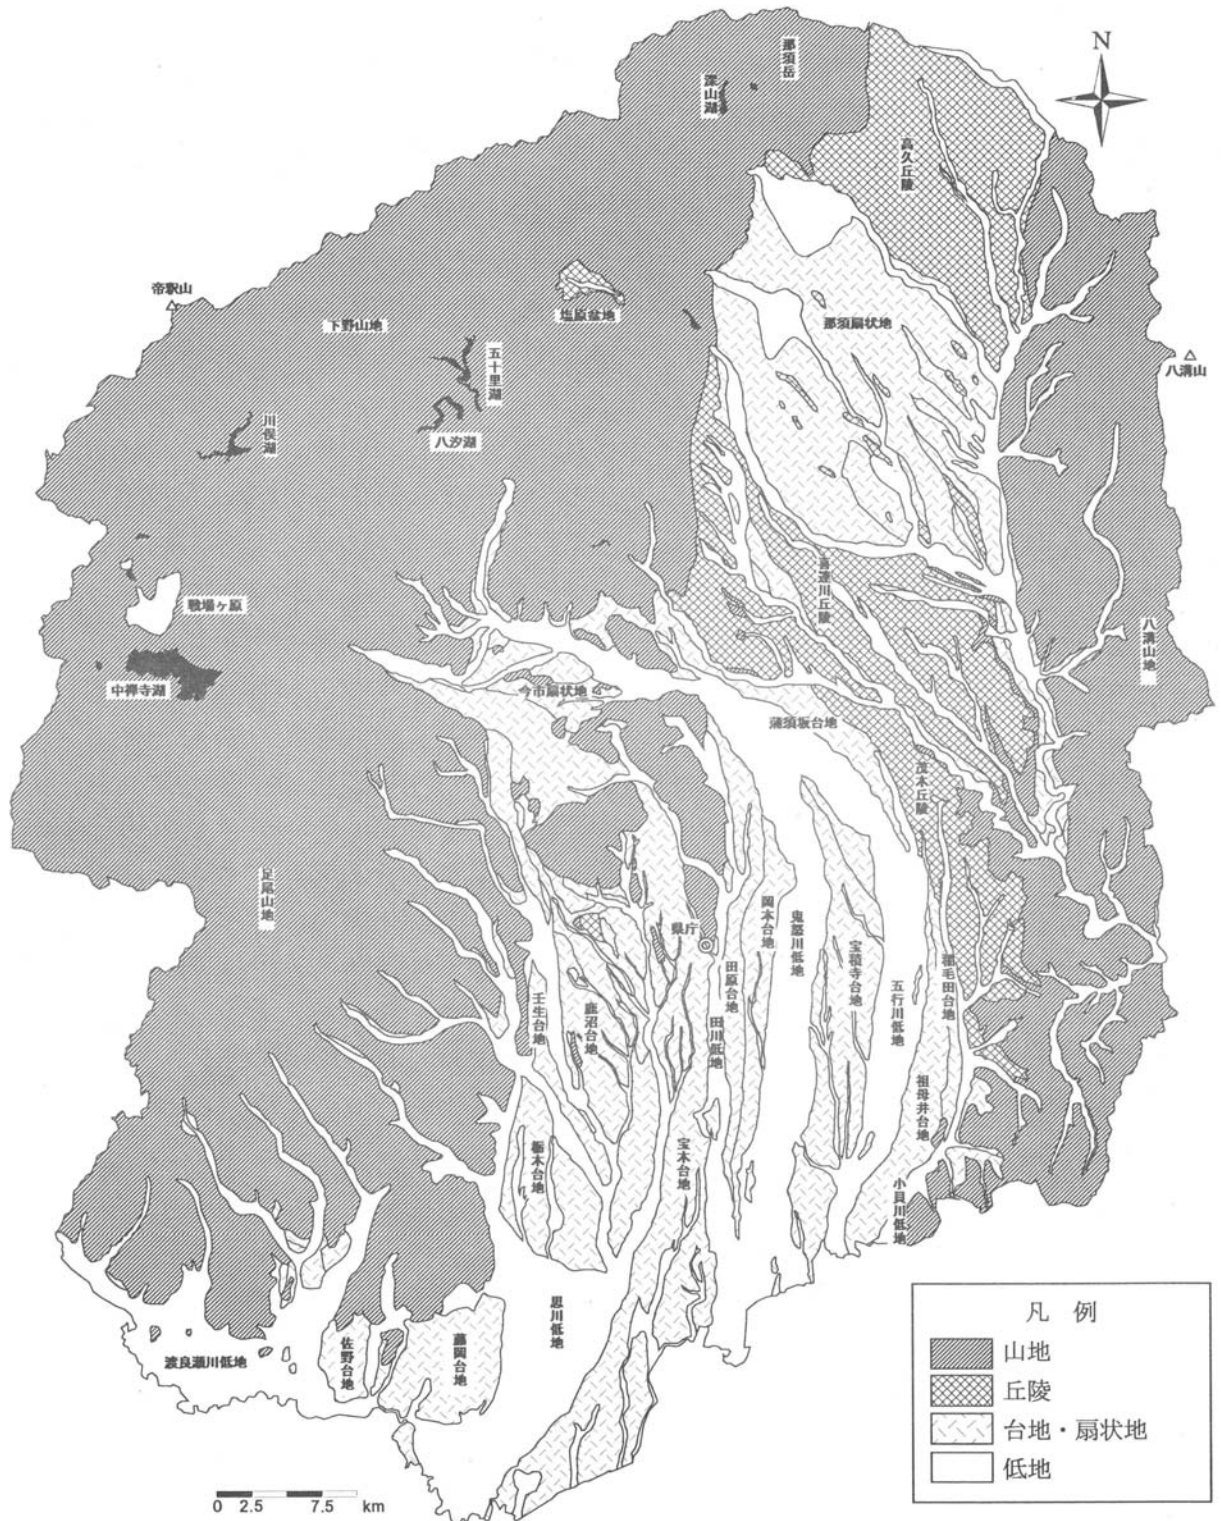 那須岳
深山湖
N
高久丘陵
帝釈山
下野山地
塩原盆地
那須扇状地
五十里湖
八溝山
川俣湖
八汐湖
喜連川丘陵
戦場ヶ原
八溝山地
中禅寺湖
今市扇状地
蒲須坂台地
茂木丘陵
足尾山地
県庁
岡本台地
鬼怒川低地
宝積寺台地
稲毛田台地
田原台地
五行川低地
壬生台地
鹿沼台地
田川低地
祖母井台地
栃木台地
宝木台地
小貝川低地
思川低地
渡良瀬川低地
佐野台地
藤岡台地
凡 例
山地
丘陵
台地・扇状地
低地
0 2.5 7.5 km